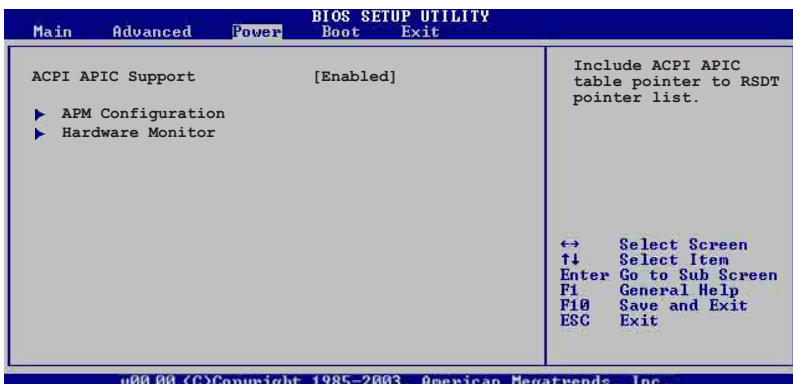 BIOS SETUP UTILITY
Main Advanced Power Boot Exit
ACPI APIC Support [Enabled]
APM Configuration
Hardware Monitor
Include ACPI APIC
table pointer to RSDT
pointer list.
↔ Select Screen
↑↓ Select Item
Enter Go to Sub Screen
F1 General Help
F10 Save and Exit
ESC Exit
v00.00 (C)Copyright 1985-2003, American Megatrends, Inc.